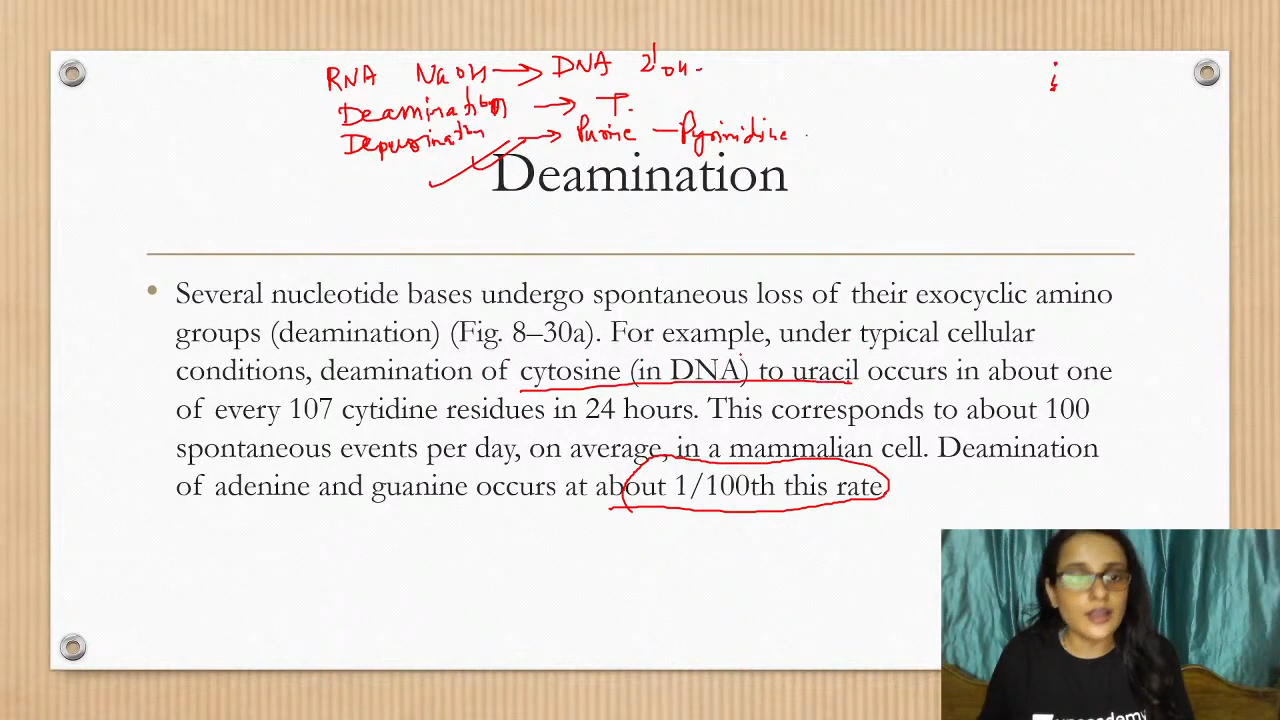 RNA NaOH → DNA 2'OH.
Deamination → T.
Depurination → Purine — Pyrimidine
Deamination
• Several nucleotide bases undergo spontaneous loss of their exocyclic amino
groups (deamination) (Fig. 8–30a). For example, under typical cellular
conditions, deamination of cytosine (in DNA) to uracil occurs in about one
of every 107 cytidine residues in 24 hours. This corresponds to about 100
spontaneous events per day, on average, in a mammalian cell. Deamination
of adenine and guanine occurs at about 1/100th this rate